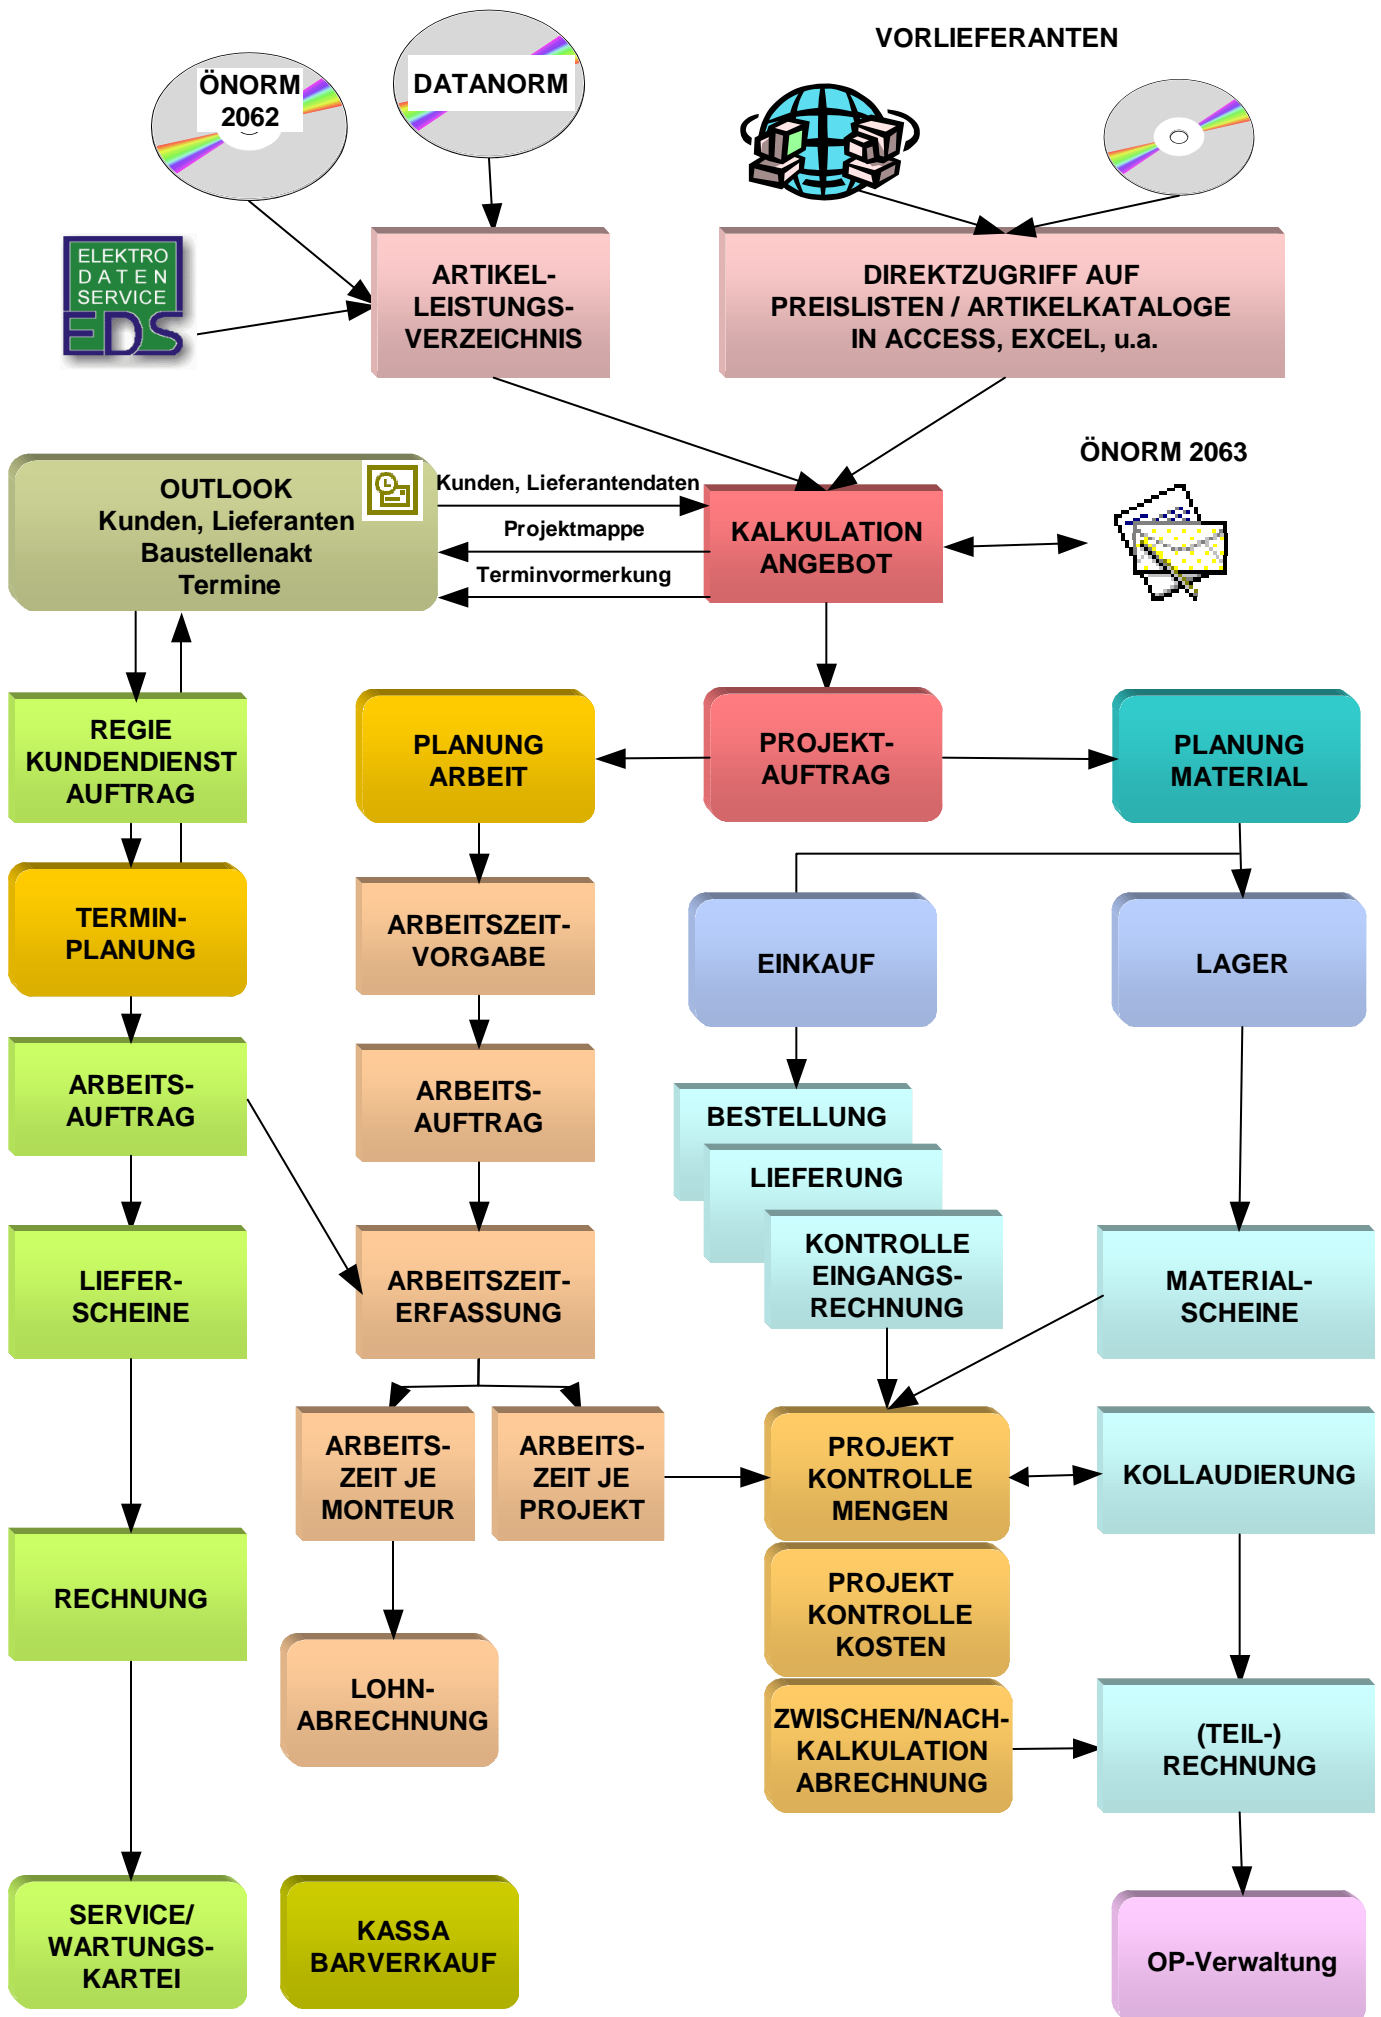 VORLIEFERANTEN
ÖNORM
2062
DATANORM
ELEKTRO
DATEN
SERVICE
EDS
ARTIKEL-
LEISTUNGS-
VERZEICHNIS
DIREKTZUGRIFF AUF
PREISLISTEN / ARTIKELKATALOGE
IN ACCESS, EXCEL, u.a.
OUTLOOK
Kunden, Lieferanten
Baustellenakt
Termine
Kunden, Lieferantendaten
Projektmappe
Terminvormerkung
KALKULATION
ANGEBOT
ÖNORM 2063
REGIE
KUNDENDIENST
AUFTRAG
PLANUNG
ARBEIT
PROJEKT-
AUFTRAG
PLANUNG
MATERIAL
TERMIN-
PLANUNG
ARBEITSZEIT-
VORGABE
EINKAUF
LAGER
ARBEITS-
AUFTRAG
ARBEITS-
AUFTRAG
BESTELLUNG
LIEFERUNG
KONTROLLE
EINGANGS-
RECHNUNG
LIEFER-
SCHEINE
ARBEITSZEIT-
ERFASSUNG
MATERIAL-
SCHEINE
ARBEITS-
ZEIT JE
MONTEUR
ARBEITS-
ZEIT JE
PROJEKT
PROJEKT
KONTROLLE
MENGEN
KOLLAUDIERUNG
RECHNUNG
PROJEKT
KONTROLLE
KOSTEN
LOHN-
ABRECHNUNG
ZWISCHEN/NACH-
KALKULATION
ABRECHNUNG
(TEIL-)
RECHNUNG
SERVICE/
WARTUNGS-
KARTEI
KASSA
BARVERKAUF
OP-Verwaltung